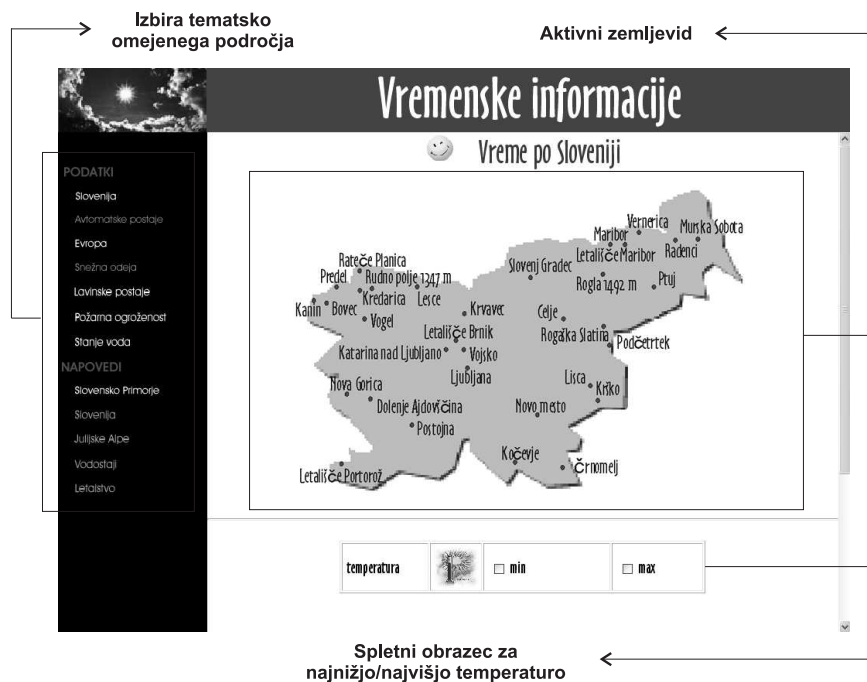 Izbira tematsko
omejenega področja
Aktivni zemljevid
Vremenske informacije
Vreme po Sloveniji
PODATKI
Slovenija
Avtomatske postaje
Evropa
Snežna odeja
Lavinske postaje
Požarna ogroženost
Stanje voda
NAPOVEDI
Slovensko Primorje
Slovenija
Julijske Alpe
Vodostaji
Letalstvo
Vernerica
Maribor
Murska Sobota
Letališče Maribor
Radenci
Rateče Planica
Slovenj Gradec
Predel
Rudno polje 1347 m
Rogla 1492 m
Ptuj
Kredarica
Lesce
Kanin
Bovec
Krvavec
Celje
Vogel
Letališče Brnik
Rogaška Slatina
Podčetrtek
Katarina nad Ljubljano
Vojsko
Ljubljana
Lisca
Nova Gorica
Krško
Dolenje Ajdovščina
Novo mesto
Postojna
Kočevje
Letališče Portorož
Črnomelj
temperatura
min
max
Spletni obrazec za
najnižjo/najvišjo temperaturo